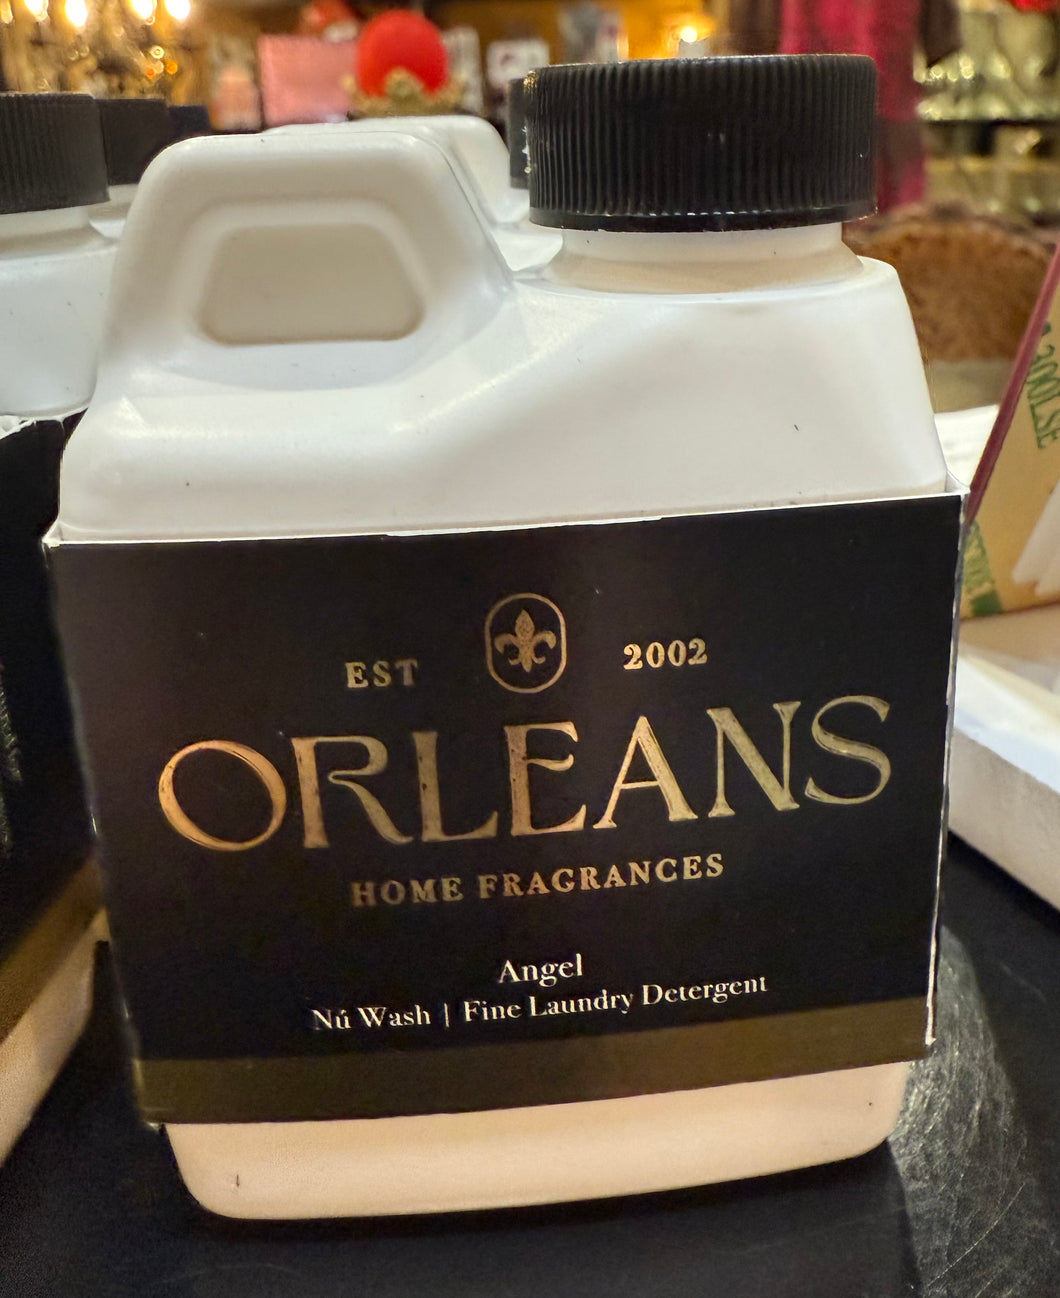 EST 2002
ORLEANS
HOME FRAGRANCES
Angel
Nú Wash | Fine Laundry Detergent